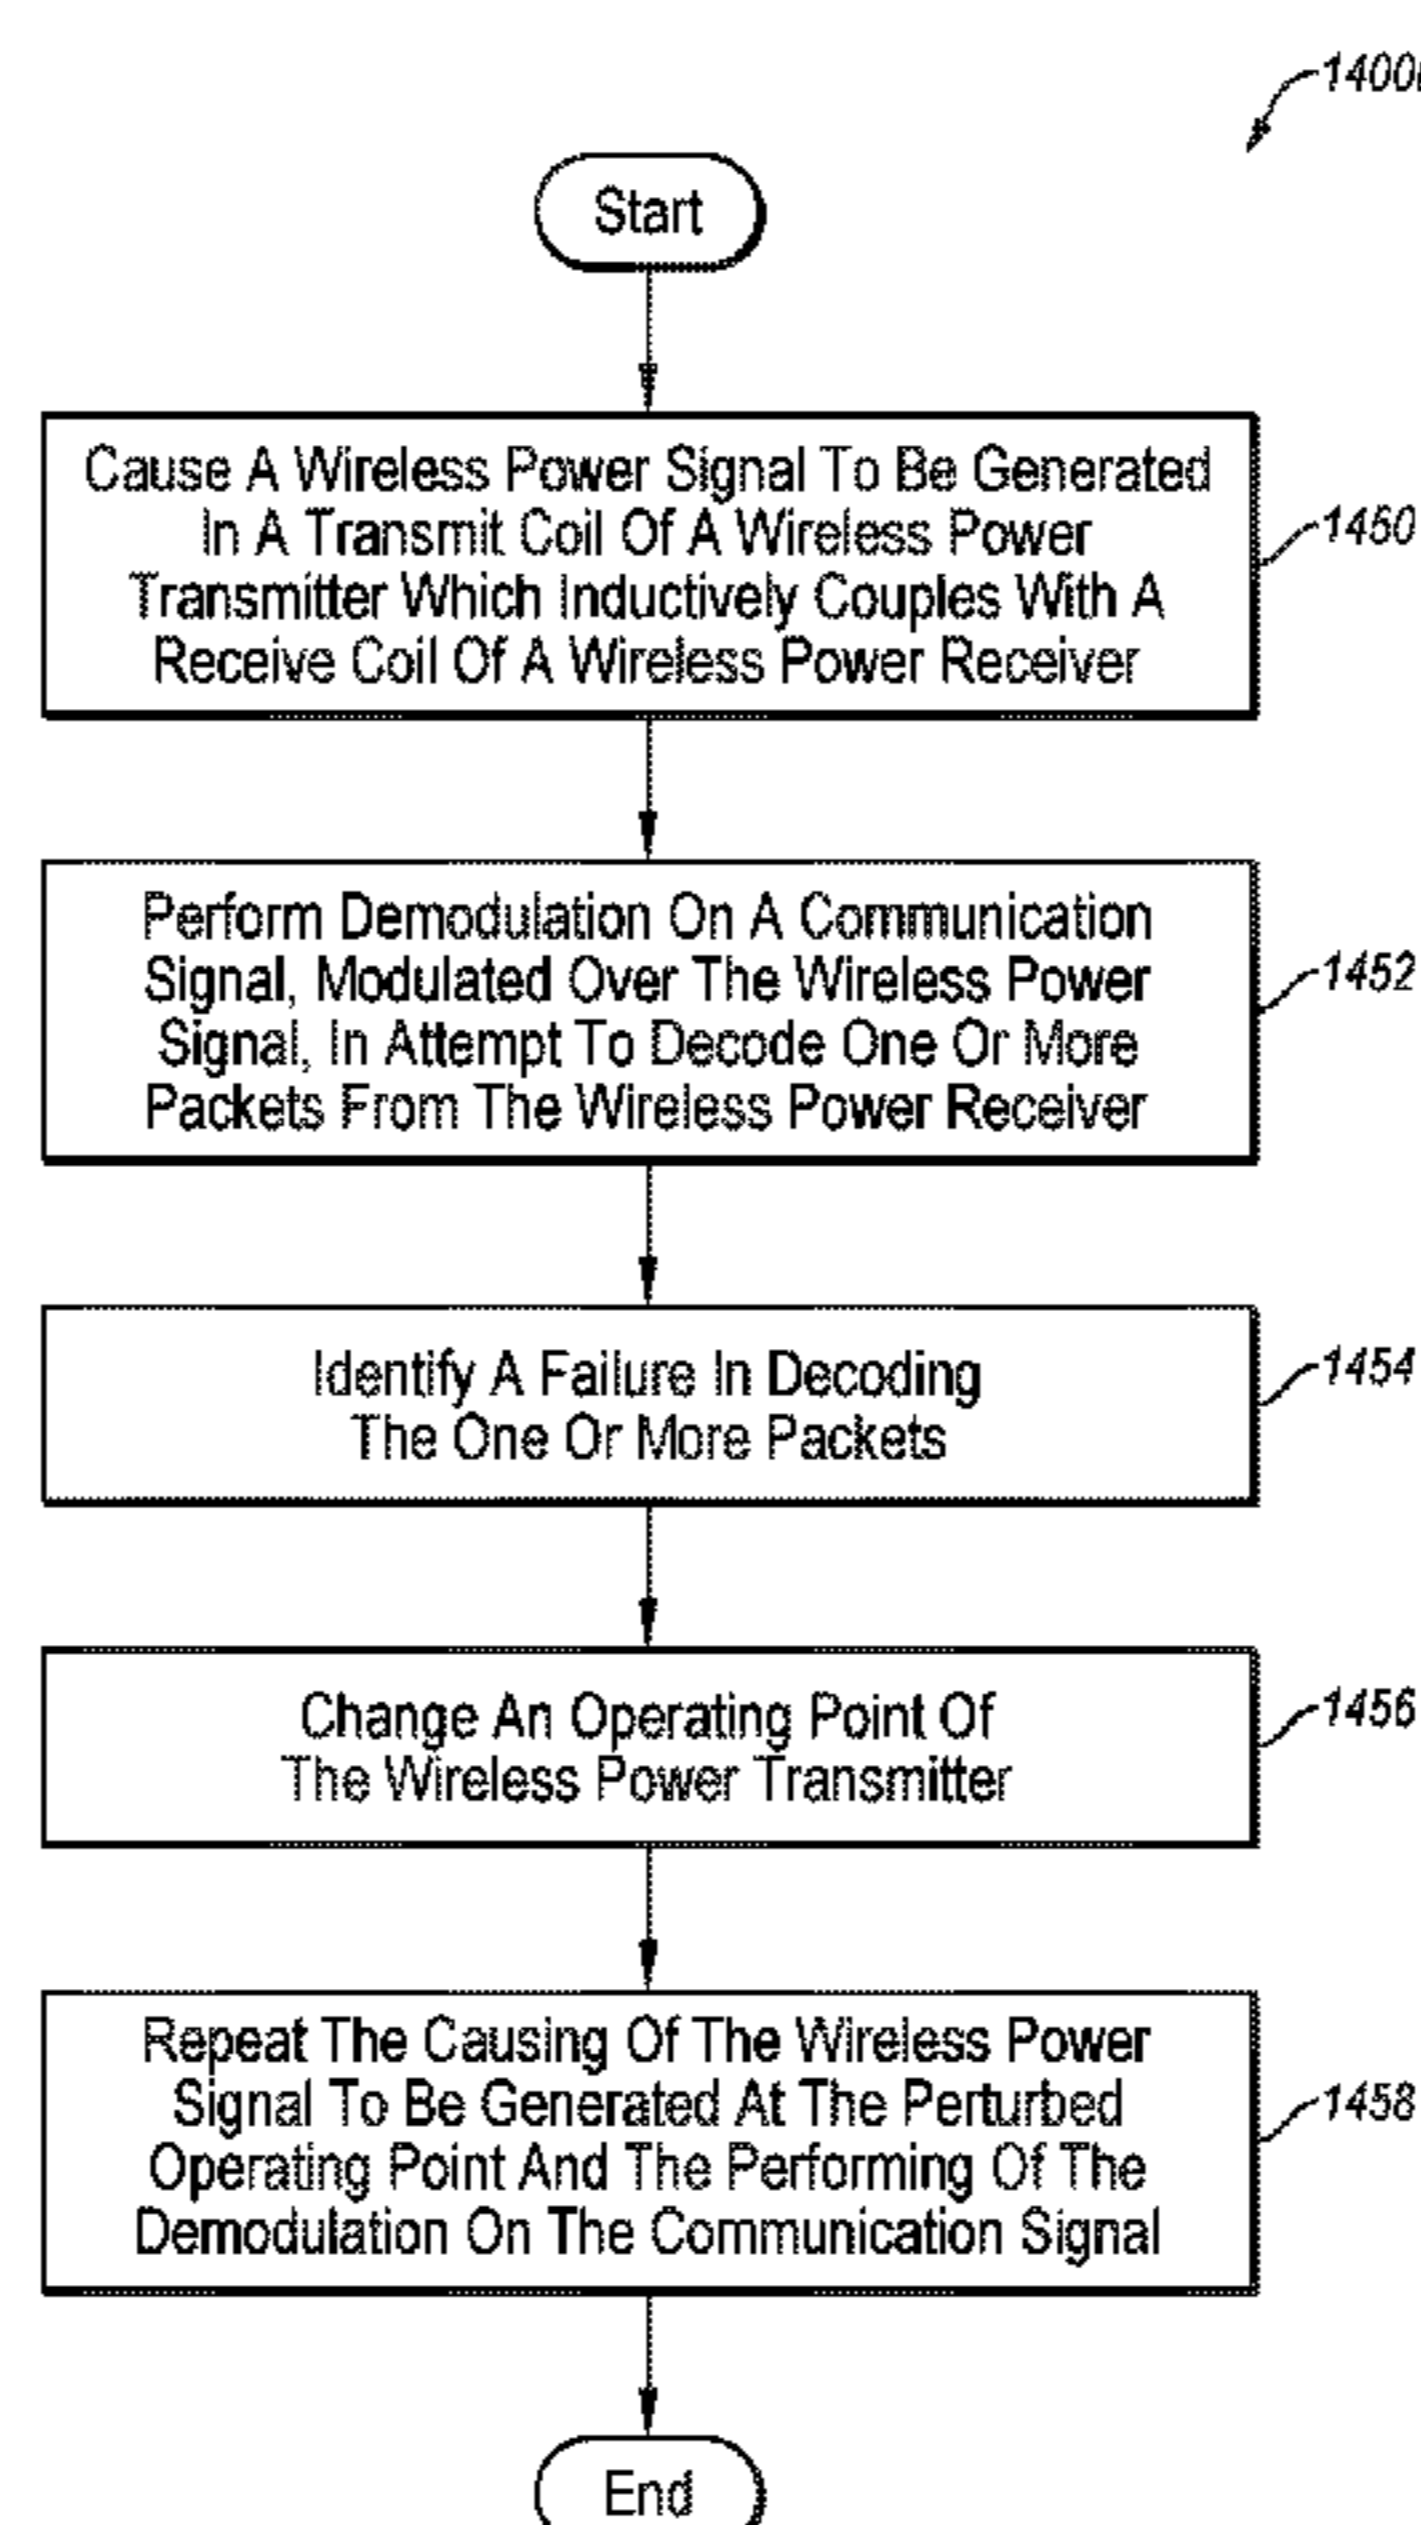 1400
Start
Cause A Wireless Power Signal To Be Generated
In A Transmit Coil Of A Wireless Power
Transmitter Which Inductively Couples With A
Receive Coil Of A Wireless Power Receiver
1450
Perform Demodulation On A Communication
Signal, Modulated Over The Wireless Power
Signal, In Attempt To Decode One Or More
Packets From The Wireless Power Receiver
1452
Identify A Failure In Decoding
The One Or More Packets
1454
Change An Operating Point Of
The Wireless Power Transmitter
1456
Repeat The Causing Of The Wireless Power
Signal To Be Generated At The Perturbed
Operating Point And The Performing Of The
Demodulation On The Communication Signal
1458
End